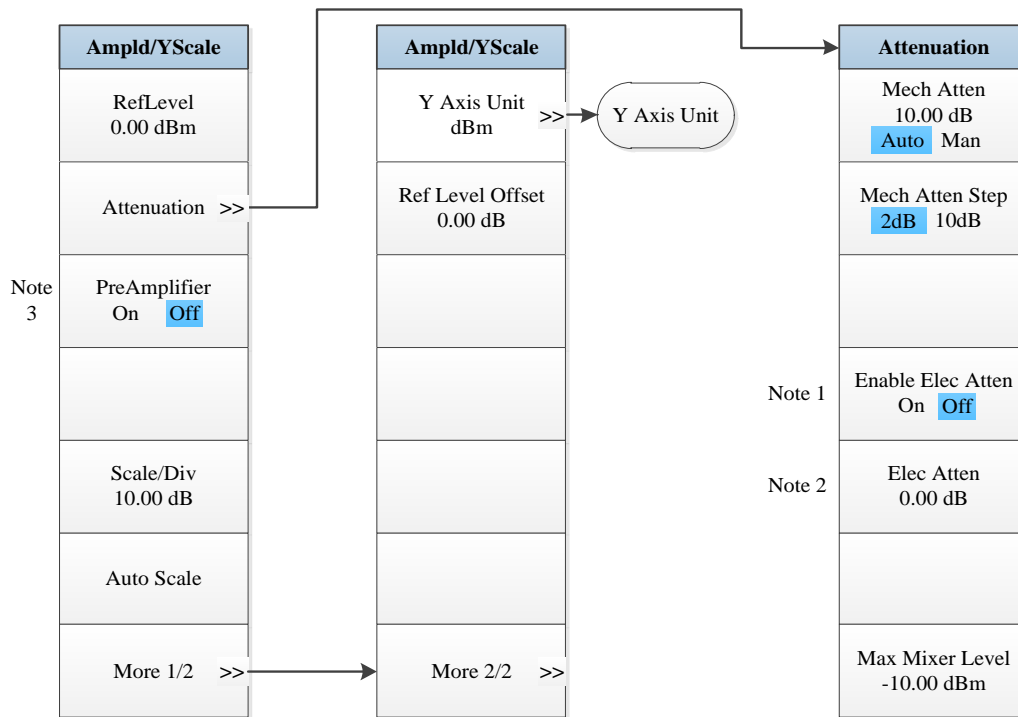 Ampld/YScale
RefLevel
0.00 dBm
Attenuation >>
Note
3
PreAmplifier
On Off
Scale/Div
10.00 dB
Auto Scale
More 1/2 >>
Ampld/YScale
Y Axis Unit
dBm
>>
Y Axis Unit
Ref Level Offset
0.00 dB
More 2/2 >>
Attenuation
Mech Atten
10.00 dB
Auto Man
Mech Atten Step
2dB 10dB
Note 1
Enable Elec Atten
On Off
Note 2
Elec Atten
0.00 dB
Max Mixer Level
-10.00 dBm